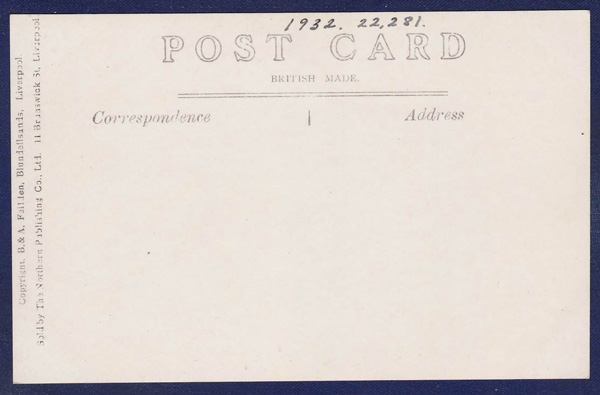 1932. 22,281.
POST CARD
BRITISH MADE.
Correspondence | Address
Copyright. B.& A. Feilden, Blundellsands, Liverpool.
Sold by The Northern Publishing Co., Ltd. 11 Brunswick St. Liverpool